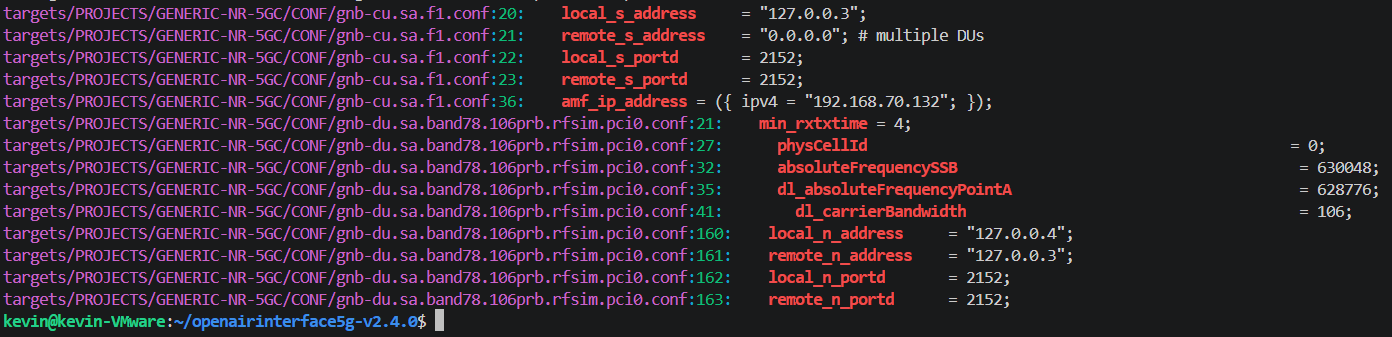 targets/PROJECTS/GENERIC-NR-5GC/CONF/gnb-cu.sa.f1.conf:20:    local_s_address     = "127.0.0.3";
targets/PROJECTS/GENERIC-NR-5GC/CONF/gnb-cu.sa.f1.conf:21:    remote_s_address    = "0.0.0.0"; # multiple DUs
targets/PROJECTS/GENERIC-NR-5GC/CONF/gnb-cu.sa.f1.conf:22:    local_s_portd       = 2152;
targets/PROJECTS/GENERIC-NR-5GC/CONF/gnb-cu.sa.f1.conf:23:    remote_s_portd      = 2152;
targets/PROJECTS/GENERIC-NR-5GC/CONF/gnb-cu.sa.f1.conf:36:    amf_ip_address = ({ ipv4 = "192.168.70.132"; });
targets/PROJECTS/GENERIC-NR-5GC/CONF/gnb-du.sa.band78.106prb.rfsim.pci0.conf:21:    min_rxtxtime = 4;
targets/PROJECTS/GENERIC-NR-5GC/CONF/gnb-du.sa.band78.106prb.rfsim.pci0.conf:27:      physCellId                                               = 0;
targets/PROJECTS/GENERIC-NR-5GC/CONF/gnb-du.sa.band78.106prb.rfsim.pci0.conf:32:      absoluteFrequencySSB                                      = 630048;
targets/PROJECTS/GENERIC-NR-5GC/CONF/gnb-du.sa.band78.106prb.rfsim.pci0.conf:35:      dl_absoluteFrequencyPointA                                = 628776;
targets/PROJECTS/GENERIC-NR-5GC/CONF/gnb-du.sa.band78.106prb.rfsim.pci0.conf:41:        dl_carrierBandwidth                                     = 106;
targets/PROJECTS/GENERIC-NR-5GC/CONF/gnb-du.sa.band78.106prb.rfsim.pci0.conf:160:    local_n_address     = "127.0.0.4";
targets/PROJECTS/GENERIC-NR-5GC/CONF/gnb-du.sa.band78.106prb.rfsim.pci0.conf:161:    remote_n_address    = "127.0.0.3";
targets/PROJECTS/GENERIC-NR-5GC/CONF/gnb-du.sa.band78.106prb.rfsim.pci0.conf:162:    local_n_portd       = 2152;
targets/PROJECTS/GENERIC-NR-5GC/CONF/gnb-du.sa.band78.106prb.rfsim.pci0.conf:163:    remote_n_portd      = 2152;
kevin@kevin-VMware:~/openairinterface5g-v2.4.0$